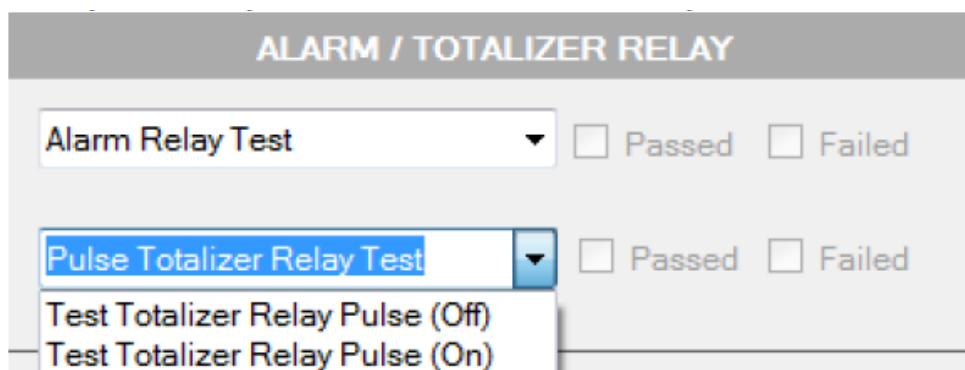 ALARM / TOTALIZER RELAY
Alarm Relay Test Passed Failed
Pulse Totalizer Relay Test Passed Failed
Test Totalizer Relay Pulse (Off)
Test Totalizer Relay Pulse (On)